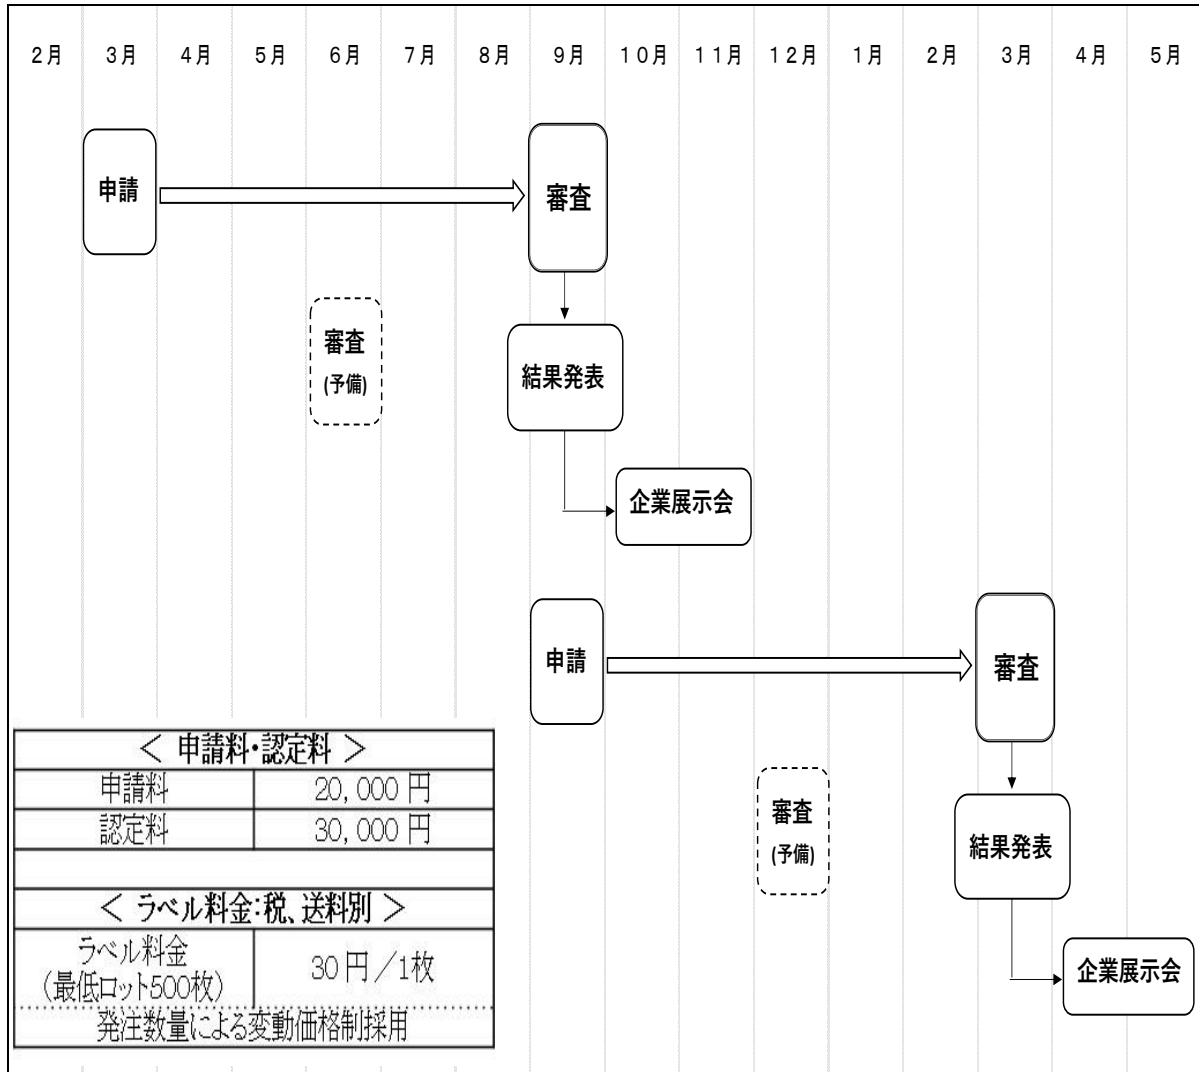 2月 3月 4月 5月 6月 7月 8月 9月 10月 11月 12月 1月 2月 3月 4月 5月
申請
審査
審査
(予備)
結果発表
企業展示会
申請
審査
審査
(予備)
結果発表
企業展示会
＜ 申請料・認定料 ＞
申請料 20,000 円
認定料 30,000 円
＜ ラベル料金:税、送料別 ＞
ラベル料金
(最低ロット500枚) 30 円／1枚
発注数量による変動価格制採用